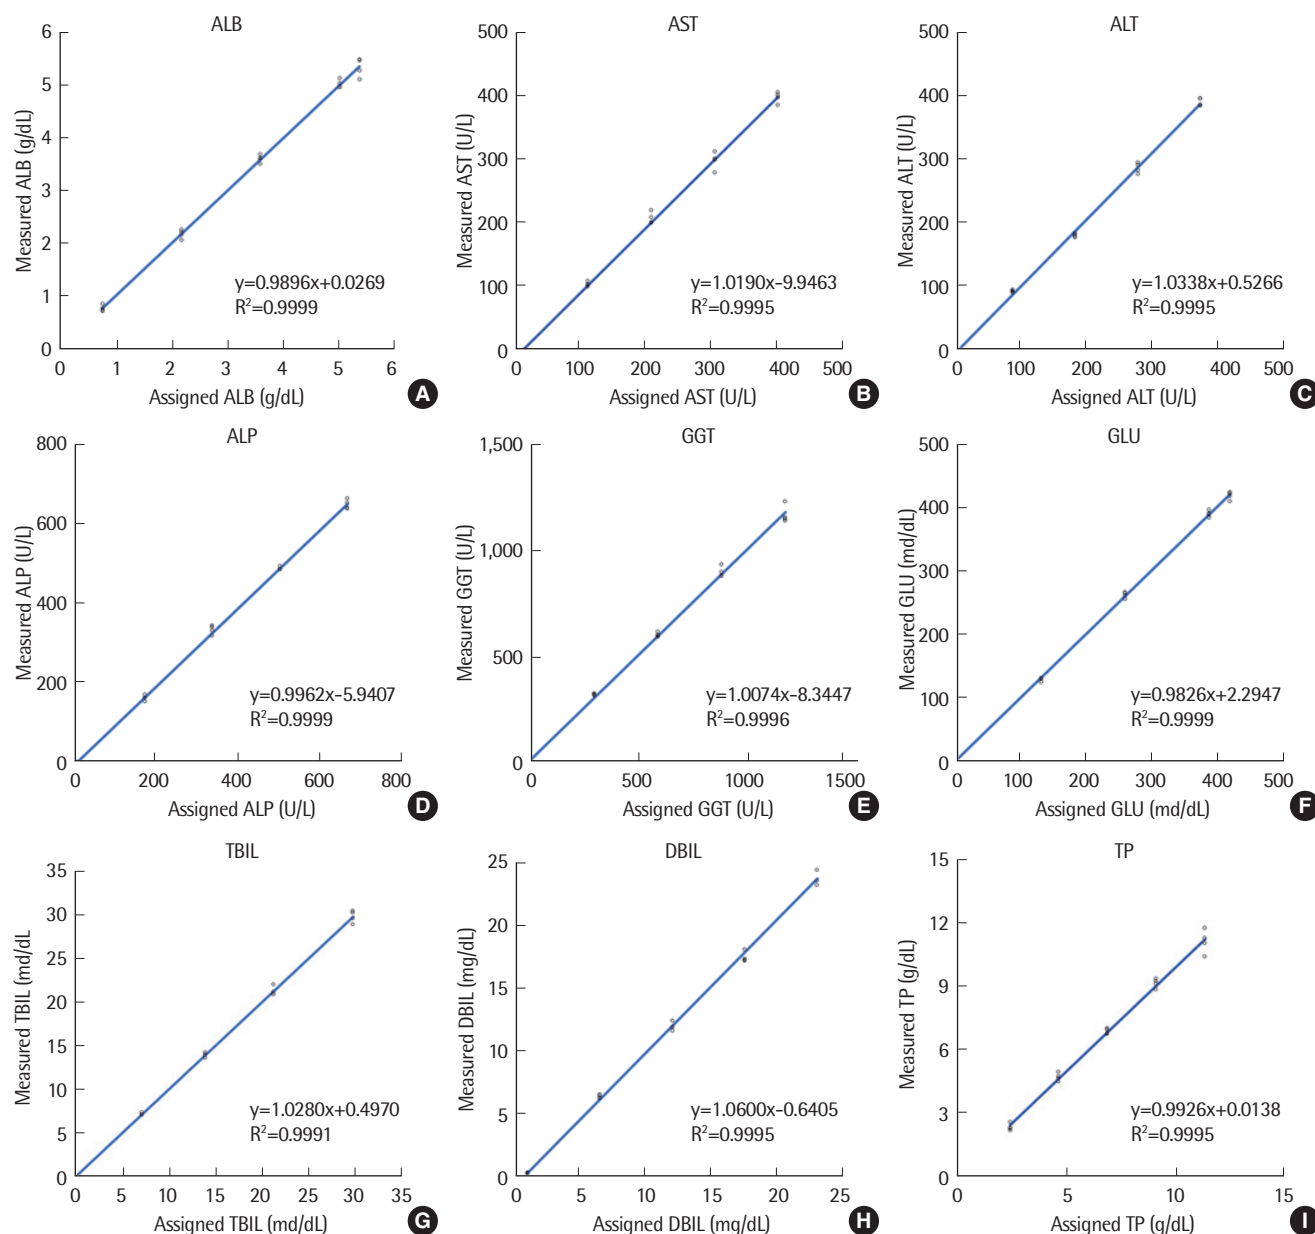 ALB
Measured ALB (g/dL)
6
5
4
3
2
1
0
y=0.9896x+0.0269
R²=0.9999
0 1 2 3 4 5 6
Assigned ALB (g/dL)
A
AST
Measured AST (U/L)
500
400
300
200
100
0
y=1.0190x−9.9463
R²=0.9995
0 100 200 300 400 500
Assigned AST (U/L)
B
ALT
Measured ALT (U/L)
500
400
300
200
100
0
y=1.0338x+0.5266
R²=0.9995
0 100 200 300 400 500
Assigned ALT (U/L)
C
ALP
Measured ALP (U/L)
800
600
400
200
0
y=0.9962x−5.9407
R²=0.9999
0 200 400 600 800
Assigned ALP (U/L)
D
GGT
Measured GGT (U/L)
1,500
1,000
500
0
y=1.0074x−8.3447
R²=0.9996
0 500 1000 1500
Assigned GGT (U/L)
E
GLU
Measured GLU (md/dL)
500
400
300
200
100
0
y=0.9826x+2.2947
R²=0.9999
0 100 200 300 400 500
Assigned GLU (md/dL)
F
TBIL
Measured TBIL (md/dL
35
30
25
20
15
10
5
0
y=1.0280x+0.4970
R²=0.9991
0 5 10 15 20 25 30 35
Assigned TBIL (md/dL)
G
DBIL
Measured DBIL (mg/dL)
25
20
15
10
5
0
y=1.0600x−0.6405
R²=0.9995
0 5 10 15 20 25
Assigned DBIL (mg/dL)
H
TP
Measured TP (g/dL)
15
12
9
6
3
0
y=0.9926x+0.0138
R²=0.9995
0 5 10 15
Assigned TP (g/dL)
I